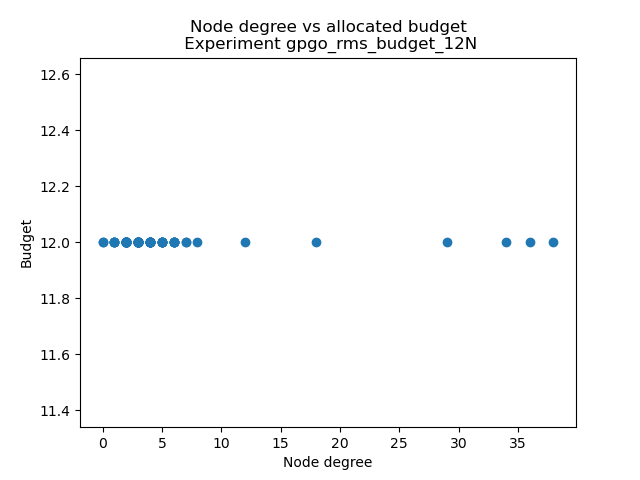 Node degree vs allocated budget
Experiment gpgo_rms_budget_12N
12.6
12.4
12.2
12.0
11.8
11.6
11.4
Budget
0 5 10 15 20 25 30 35
Node degree